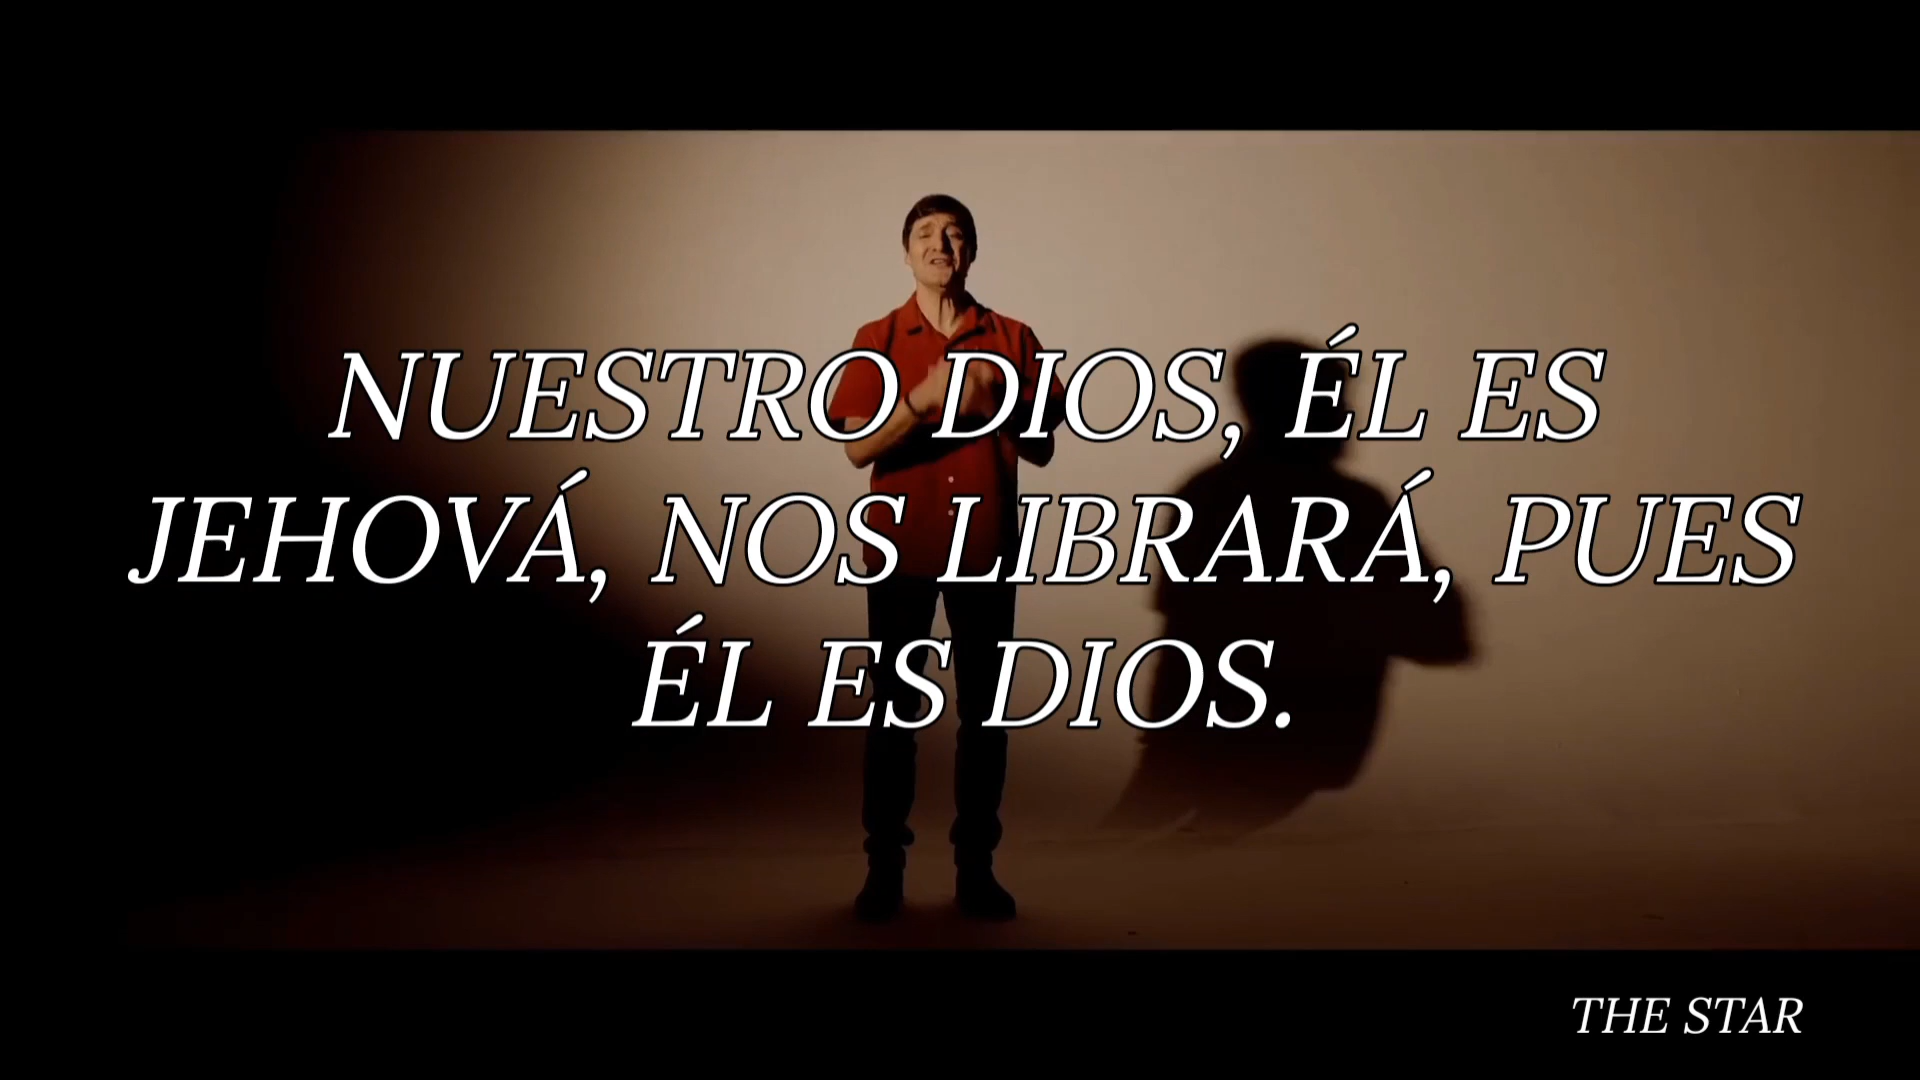 NUESTRO DIOS, ÉL ES
JEHOVÁ, NOS LIBRARÁ, PUES
ÉL ES DIOS.
THE STAR